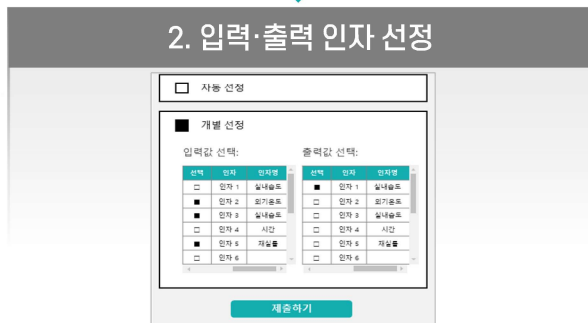 2. 입력·출력 인자 선정
□ 자동 선정
■ 개별 선정
입력값 선택: 출력값 선택:
선택 인자 인자명 선택 인자 인자명
□ 인자 1 실내습도 ■ 인자 1 실내습도
■ 인자 2 외기온도 □ 인자 2 외기온도
■ 인자 3 실내습도 □ 인자 3 실내습도
□ 인자 4 시간 □ 인자 4 시간
■ 인자 5 재실률 □ 인자 5 재실률
□ 인자 6 □ 인자 6
제출하기